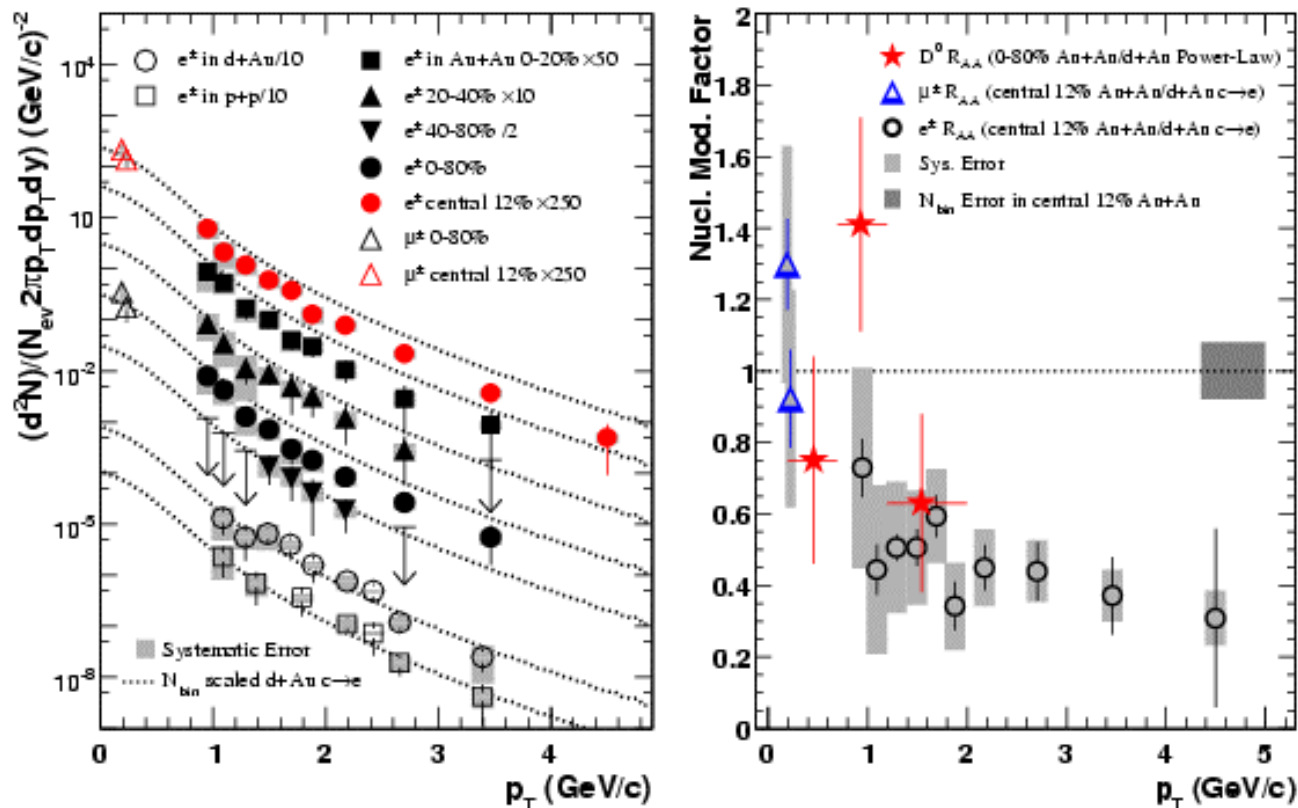 (d²N)/(N_ev 2πp_T dp_T dy) (GeV/c)⁻²
10⁴
10
10⁻²
10⁻⁵
10⁻⁸
e± in d+Au/10
e± in p+p/10
e± in Au+Au 0-20% ×50
e± 20-40% ×10
e± 40-80% /2
e± 0-80%
e± central 12% ×250
μ± 0-80%
μ± central 12% ×250
Systematic Error
N_bin scaled d+Au c→e
0 1 2 3 4
p_T (GeV/c)
Nucl. Mod. Factor
2
1.8
1.6
1.4
1.2
1
0.8
0.6
0.4
0.2
0
D⁰ R_AA (0-80% Au+Au/d+Au Power-Law)
μ± R_AA (central 12% Au+Au/d+Au c→e)
e± R_AA (central 12% Au+Au/d+Au c→e)
Sys. Error
N_bin Error in central 12% Au+Au
0 1 2 3 4 5
p_T (GeV/c)